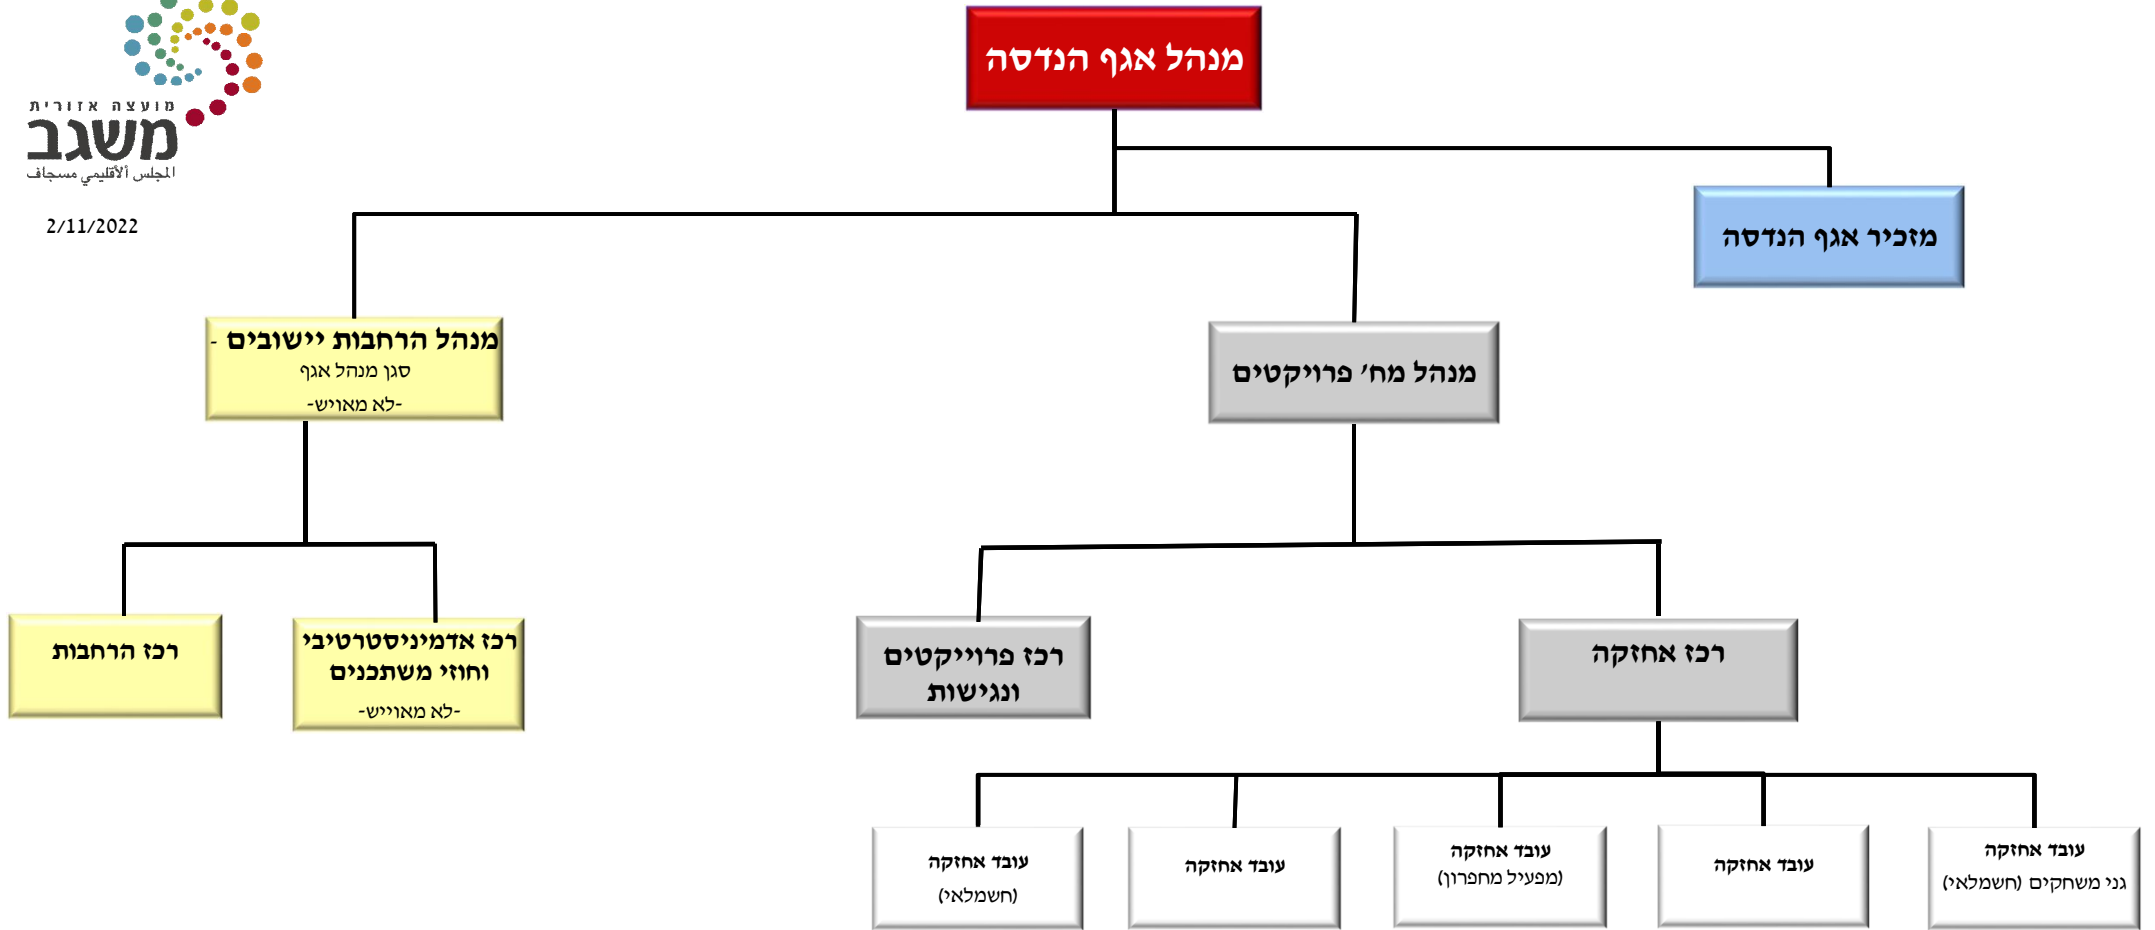 מועצה אזורית
משגב
المجلس ألأقليمي مسجاف
2/11/2022
מנהל אגף הנדסה
מזכיר אגף הנדסה
מנהל מח' פרויקטים
מנהל הרחבות יישובים -
סגן מנהל אגף
-לא מאויש-
רכז אחזקה
רכז פרוייקטים
ונגישות
רכז אדמיניסטרטיבי
וחוזי משתכנים
-לא מאוייש-
רכז הרחבות
עובד אחזקה
גני משחקים (חשמלאי)
עובד אחזקה
עובד אחזקה
(מפעיל מחפרון)
עובד אחזקה
עובד אחזקה
(חשמלאי)